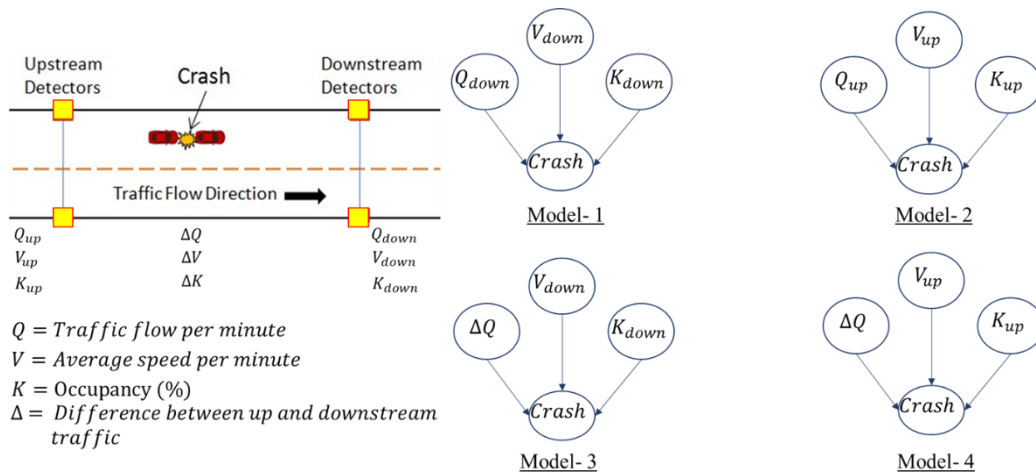 Upstream
Detectors
Crash
Downstream
Detectors
Traffic Flow Direction
Q_up ΔQ Q_down
V_up ΔV V_down
K_up ΔK K_down
Q = Traffic flow per minute
V = Average speed per minute
K = Occupancy (%)
Δ = Difference between up and downstream
traffic
V_down
Q_down K_down
Crash
Model- 1
V_up
Q_up K_up
Crash
Model- 2
V_down
ΔQ K_down
Crash
Model- 3
V_up
ΔQ K_up
Crash
Model- 4